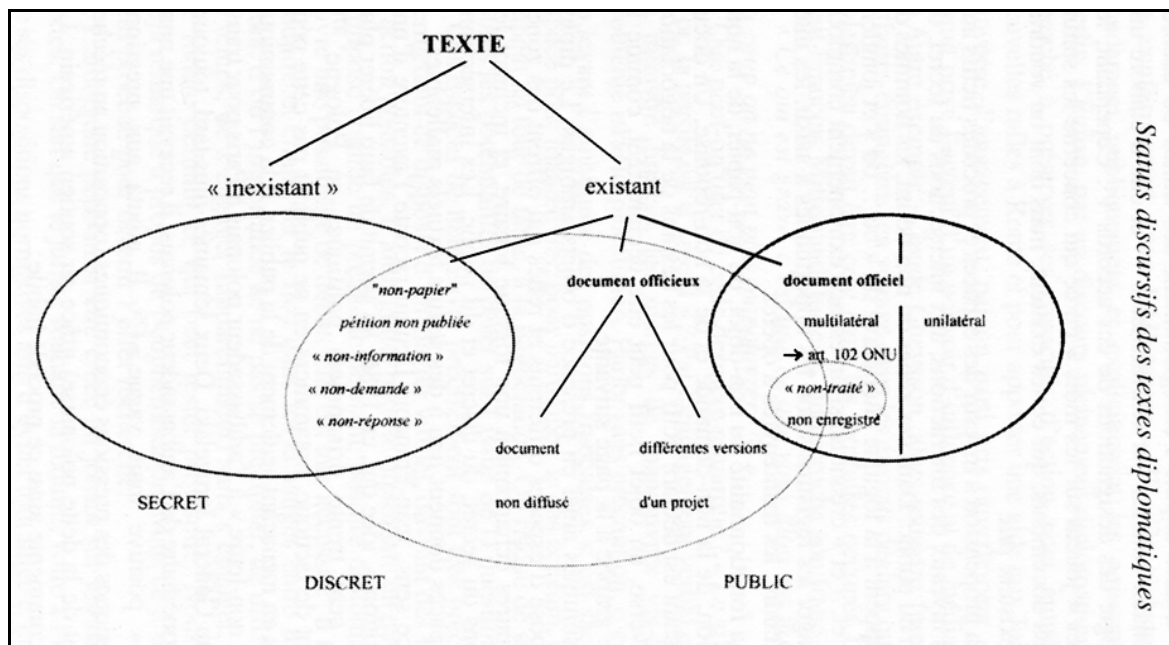 TEXTE
« inexistant »
existant
"non-papier"
pétition non publiée
« non-information »
« non-demande »
« non-réponse »
document officieux
document
non diffusé
différentes versions
d'un projet
document officiel
multilatéral
unilatéral
→ art. 102 ONU
« non-traité »
non enregistré
SECRET
DISCRET
PUBLIC
Statuts discursifs des textes diplomatiques